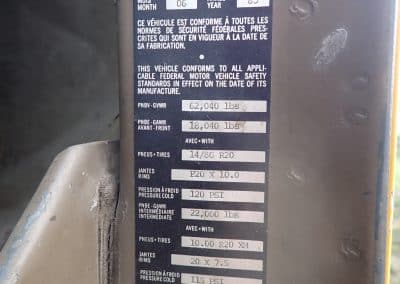 MOIS
MONTH 06 YEAR 85
CE VÉHICULE EST CONFORME À TOUTES LES
NORMES DE SÉCURITÉ FÉDÉRALES PRES-
CRITES QUI SONT EN VIGUEUR À LA DATE DE
SA FABRICATION.
THIS VEHICLE CONFORMS TO ALL APPLI-
CABLE FEDERAL MOTOR VEHICLE SAFETY
STANDARDS IN EFFECT ON THE DATE OF ITS
MANUFACTURE.
PNBV-GVWR 62,040 lbs
PNBE-GAWR
AVANT-FRONT 18,040 lbs
AVEC-WITH
PNEUS-TIRES 14/80 R20
JANTES
RIMS P20 X 10.0
PRESSION À FROID
PRESSURE COLD 120 PSI
PNBE-GAWR
INTERMÉDIAIRE
INTERMEDIATE 22,000 lbs
AVEC-WITH
PNEUS-TIRES 10.00 R20 XM
JANTES
RIMS 20 X 7.5
PRESSION À FROID
PRESSURE COLD 115 PSI